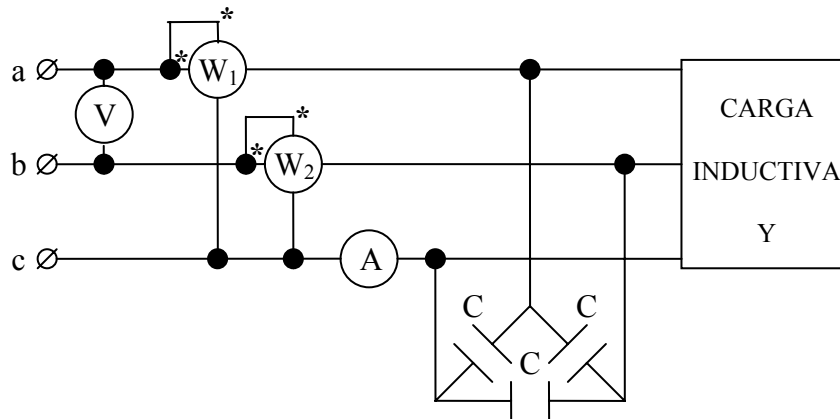 *
a * W₁
V
CARGA
*
b * W₂
INDUCTIVA
Y
c A
C C
C